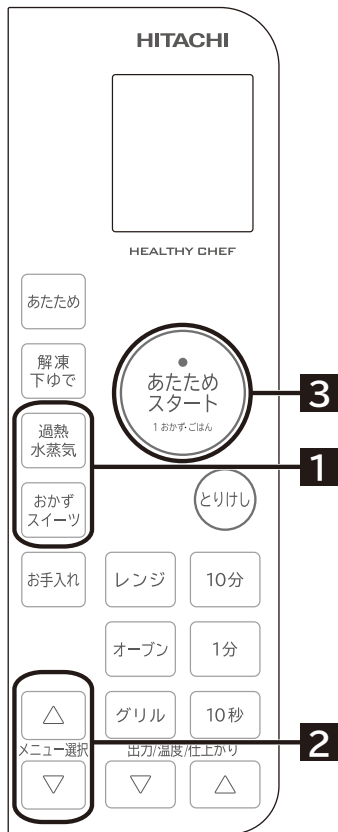 HITACHI
HEALTHY CHEF
あたため
解凍
下ゆで
あたため
スタート
1 おかず・ごはん
3
過熱
水蒸気
1
おかず
スイーツ
とりけし
お手入れ
レンジ
10分
オーブン
1分
グリル
10秒
メニュー選択
出力/温度/仕上がり
2